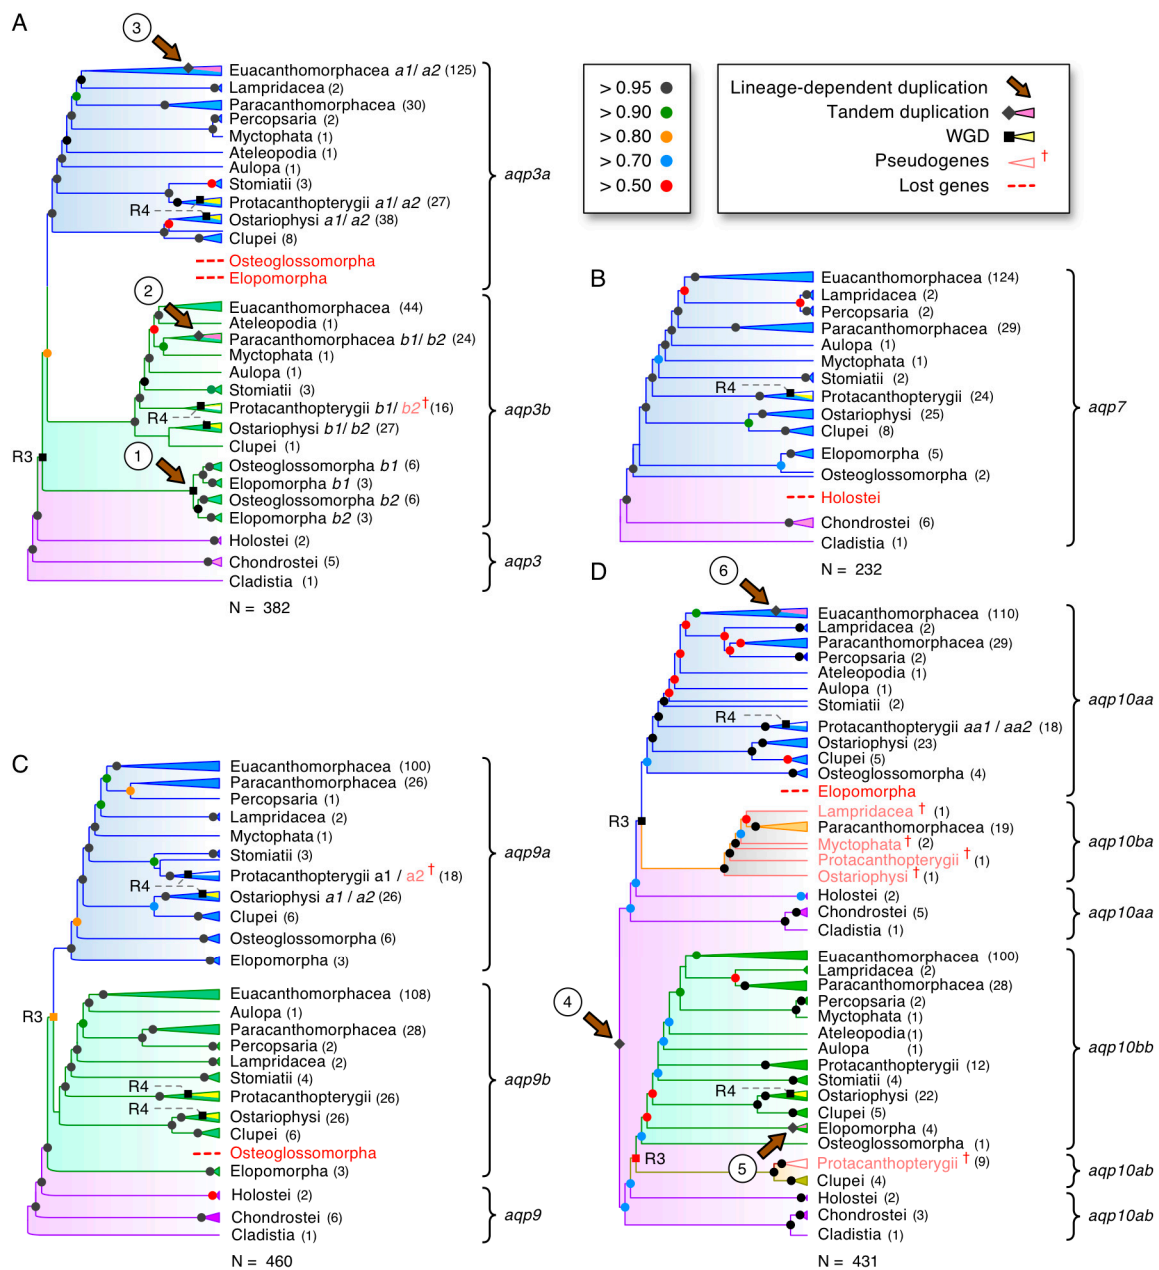 A
3
Euacanthomorphacea a1/ a2 (125)
Lampridacea (2)
Paracanthomorphacea (30)
Percopsaria (2)
Myctophata (1)
Ateleopodia (1)
Aulopa (1)
Stomiatii (3)
Protacanthopterygii a1/ a2 (27)
R4
Ostariophysi a1/ a2 (38)
Clupei (8)
Osteoglossomorpha
Elopomorpha
aqp3a
2
Euacanthomorphacea (44)
Ateleopodia (1)
Paracanthomorphacea b1/ b2 (24)
Myctophata (1)
Aulopa (1)
Stomiatii (3)
Protacanthopterygii b1/ b2† (16)
R4
Ostariophysi b1/ b2 (27)
Clupei (1)
aqp3b
1
R3
Osteoglossomorpha b1 (6)
Elopomorpha b1 (3)
Osteoglossomorpha b2 (6)
Elopomorpha b2 (3)
Holostei (2)
Chondrostei (5)
Cladistia (1)
aqp3
N = 382
> 0.95
> 0.90
> 0.80
> 0.70
> 0.50
Lineage-dependent duplication
Tandem duplication
WGD
Pseudogenes †
Lost genes
B
Euacanthomorphacea (124)
Lampridacea (2)
Percopsaria (2)
Paracanthomorphacea (29)
Aulopa (1)
Myctophata (1)
Stomiatii (2)
R4
Protacanthopterygii (24)
Ostariophysi (25)
Clupei (8)
Elopomorpha (5)
Osteoglossomorpha (2)
Holostei
Chondrostei (6)
Cladistia (1)
aqp7
N = 232
C
Euacanthomorphacea (100)
Paracanthomorphacea (26)
Percopsaria (1)
Lampridacea (2)
Myctophata (1)
Stomiatii (3)
Protacanthopterygii a1 / a2 † (18)
R4
Ostariophysi a1 / a2 (26)
Clupei (6)
Osteoglossomorpha (6)
Elopomorpha (3)
aqp9a
R3
Euacanthomorphacea (108)
Aulopa (1)
Paracanthomorphacea (28)
Percopsaria (2)
Lampridacea (2)
Stomiatii (4)
R4
Protacanthopterygii (26)
R4
Ostariophysi (26)
Clupei (6)
Osteoglossomorpha
Elopomorpha (3)
aqp9b
Holostei (2)
Chondrostei (6)
Cladistia (1)
aqp9
N = 460
D
6
Euacanthomorphacea (110)
Lampridacea (2)
Paracanthomorphacea (29)
Percopsaria (2)
Ateleopodia (1)
Aulopa (1)
Stomiatii (2)
R4
Protacanthopterygii aa1 / aa2 (18)
Ostariophysi (23)
Clupei (5)
Osteoglossomorpha (4)
Elopomorpha
aqp10aa
R3
Lampridacea † (1)
Paracanthomorphacea (19)
Myctophata † (2)
Protacanthopterygii † (1)
Ostariophysi † (1)
aqp10ba
Holostei (2)
Chondrostei (5)
Cladistia (1)
aqp10aa
4
Euacanthomorphacea (100)
Lampridacea (2)
Paracanthomorphacea (28)
Percopsaria (2)
Myctophata (1)
Ateleopodia (1)
Aulopa (1)
Protacanthopterygii (12)
Stomiatii (4)
R4
Ostariophysi (22)
Clupei (5)
Elopomorpha (4)
Osteoglossomorpha (1)
aqp10bb
5
R3
Protacanthopterygii † (9)
Clupei (4)
aqp10ab
Holostei (2)
Chondrostei (3)
Cladistia (1)
aqp10ab
N = 431